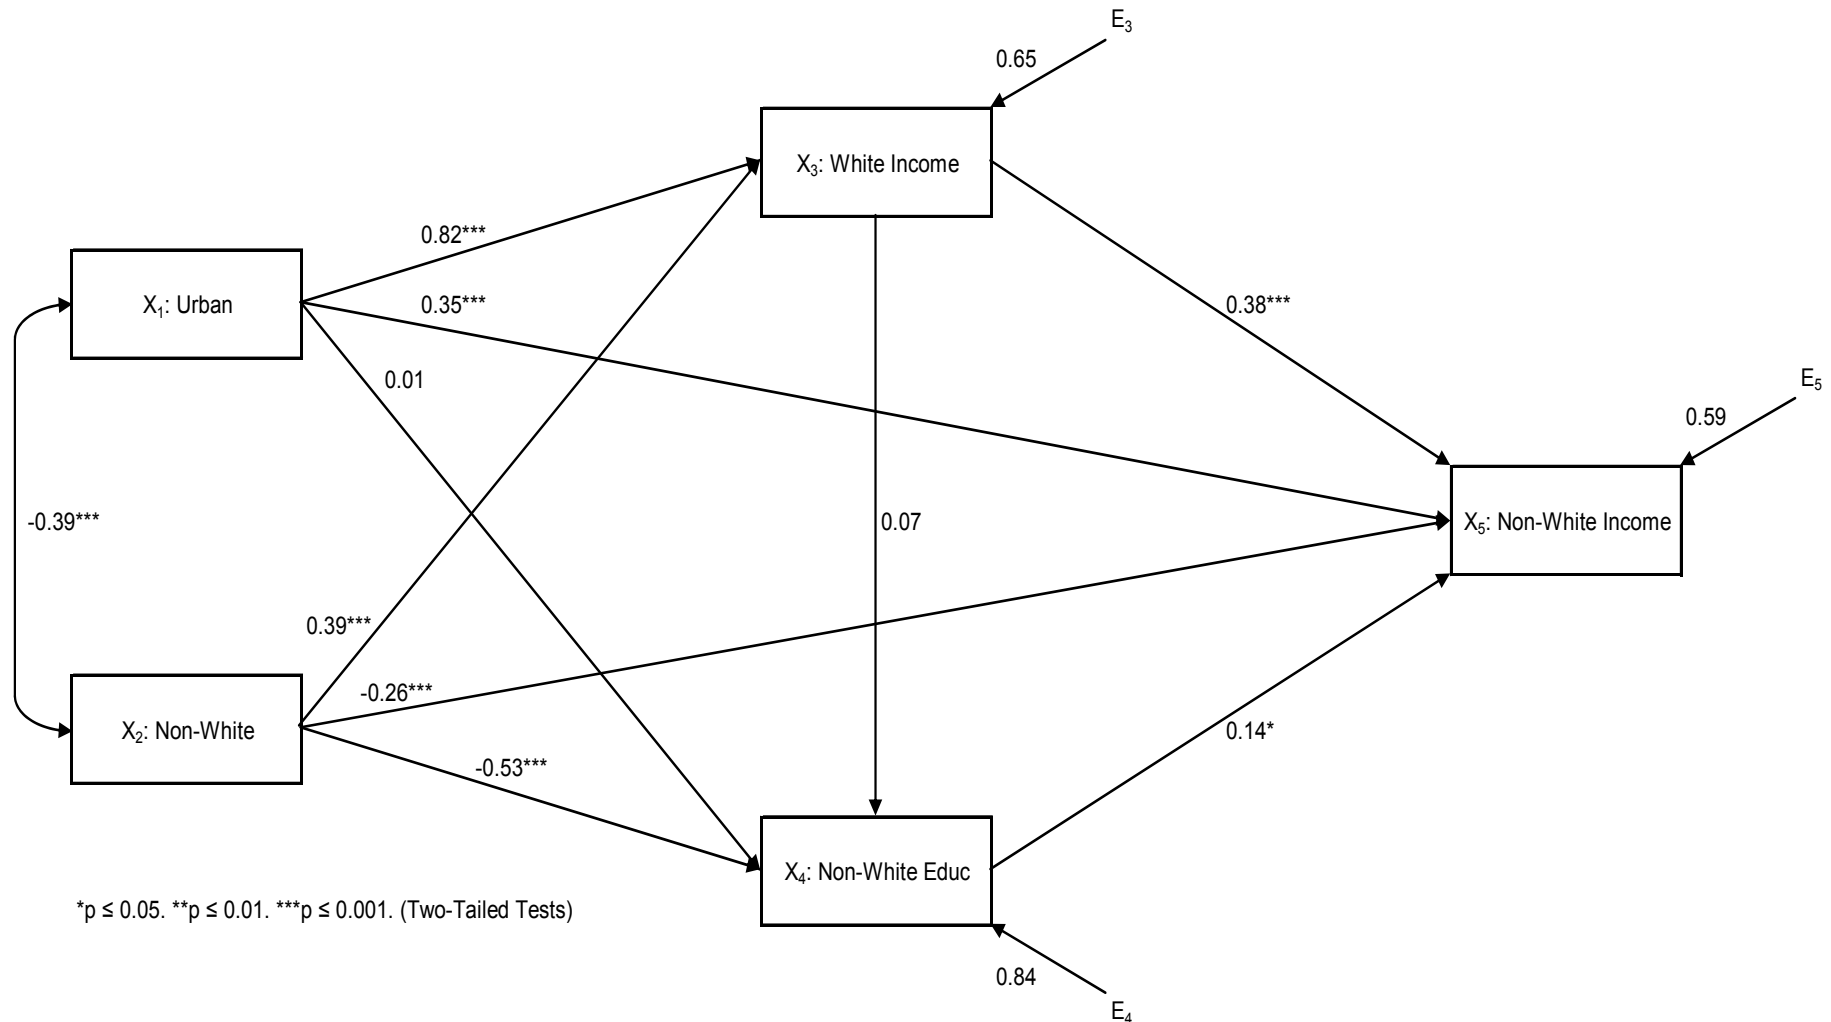 E₃
0.65
X₃: White Income
0.82***
X₁: Urban
0.35***
0.38***
0.01
E₅
0.59
-0.39***
0.07
X₅: Non-White Income
0.39***
-0.26***
X₂: Non-White
0.14*
-0.53***
X₄: Non-White Educ
*p ≤ 0.05. **p ≤ 0.01. ***p ≤ 0.001. (Two-Tailed Tests)
0.84
E₄